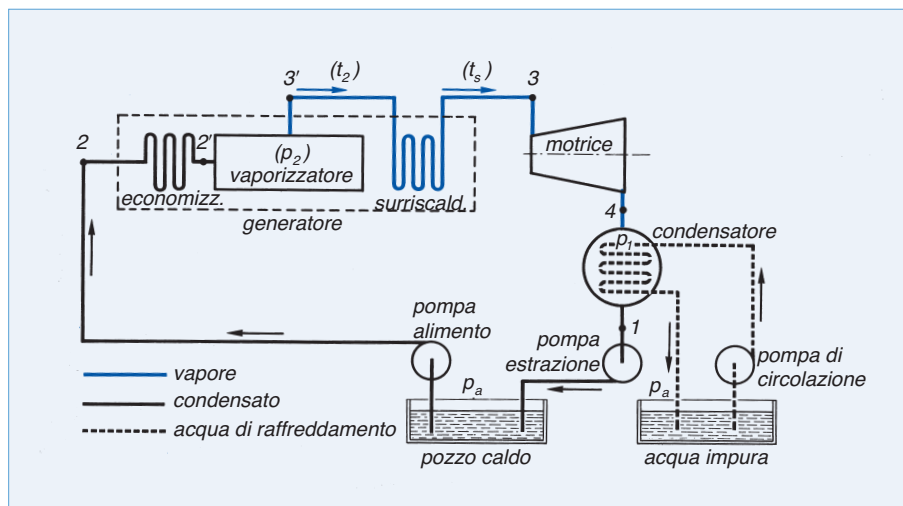 3' (t2) (ts) 3
2 2' (p2)
vaporizzatore
motrice
economizz. surriscald.
generatore
4
condensatore
p1
1
pompa
alimento
pompa
estrazione
pompa di
circolazione
vapore
condensato
acqua di raffreddamento
pa
pa
pozzo caldo
acqua impura